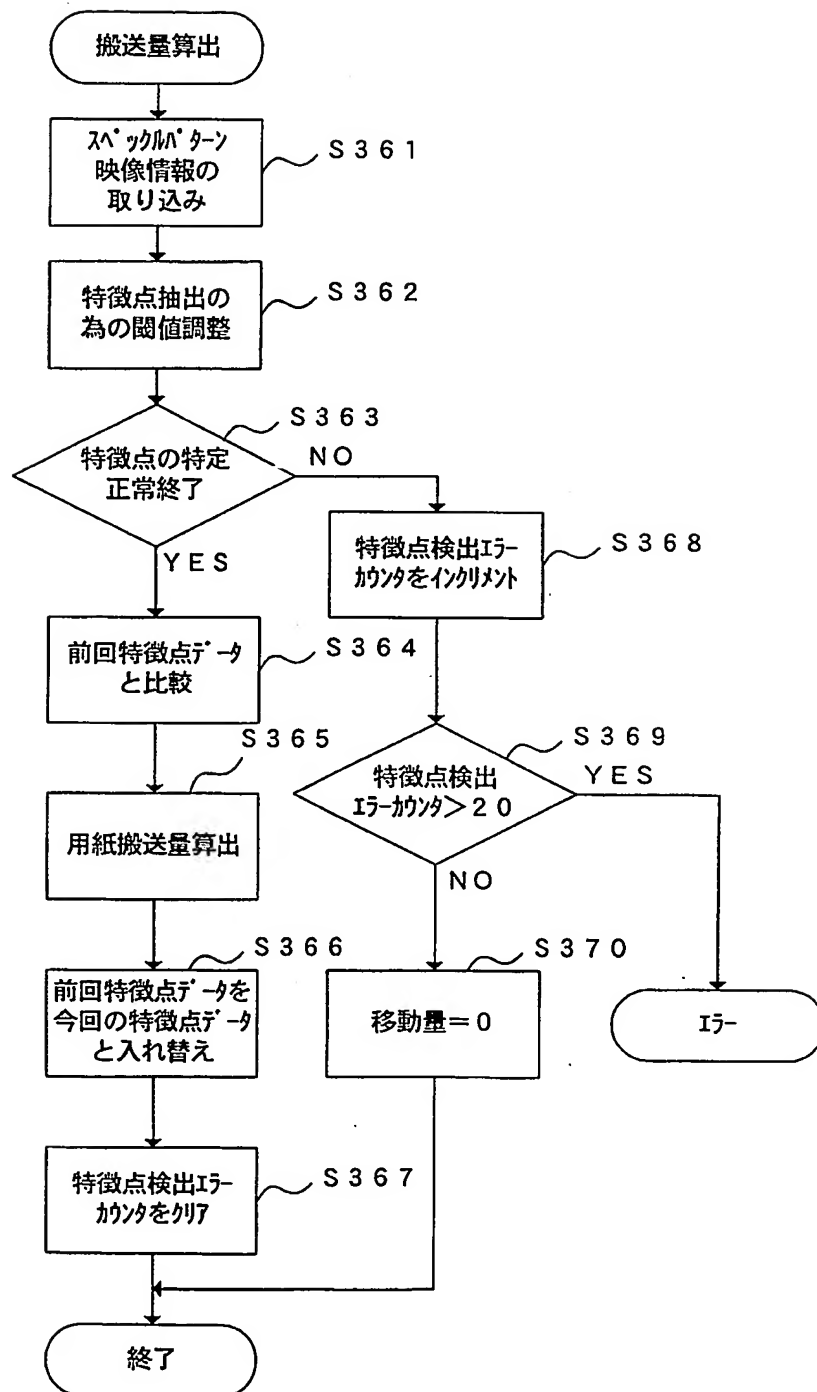 搬送量算出
スペックルパターン
映像情報の
取り込み
S361
特徴点抽出の
為の閾値調整
S362
特徴点の特定
正常終了
S363
NO
YES
特徴点検出エラー
カウンタをインクリメント
S368
前回特徴点データ
と比較
S364
特徴点検出
エラーカウンタ>20
S369
YES
NO
用紙搬送量算出
S365
前回特徴点データを
今回の特徴点データ
と入れ替え
S366
移動量=0
S370
エラー
特徴点検出エラー
カウンタをクリア
S367
終了